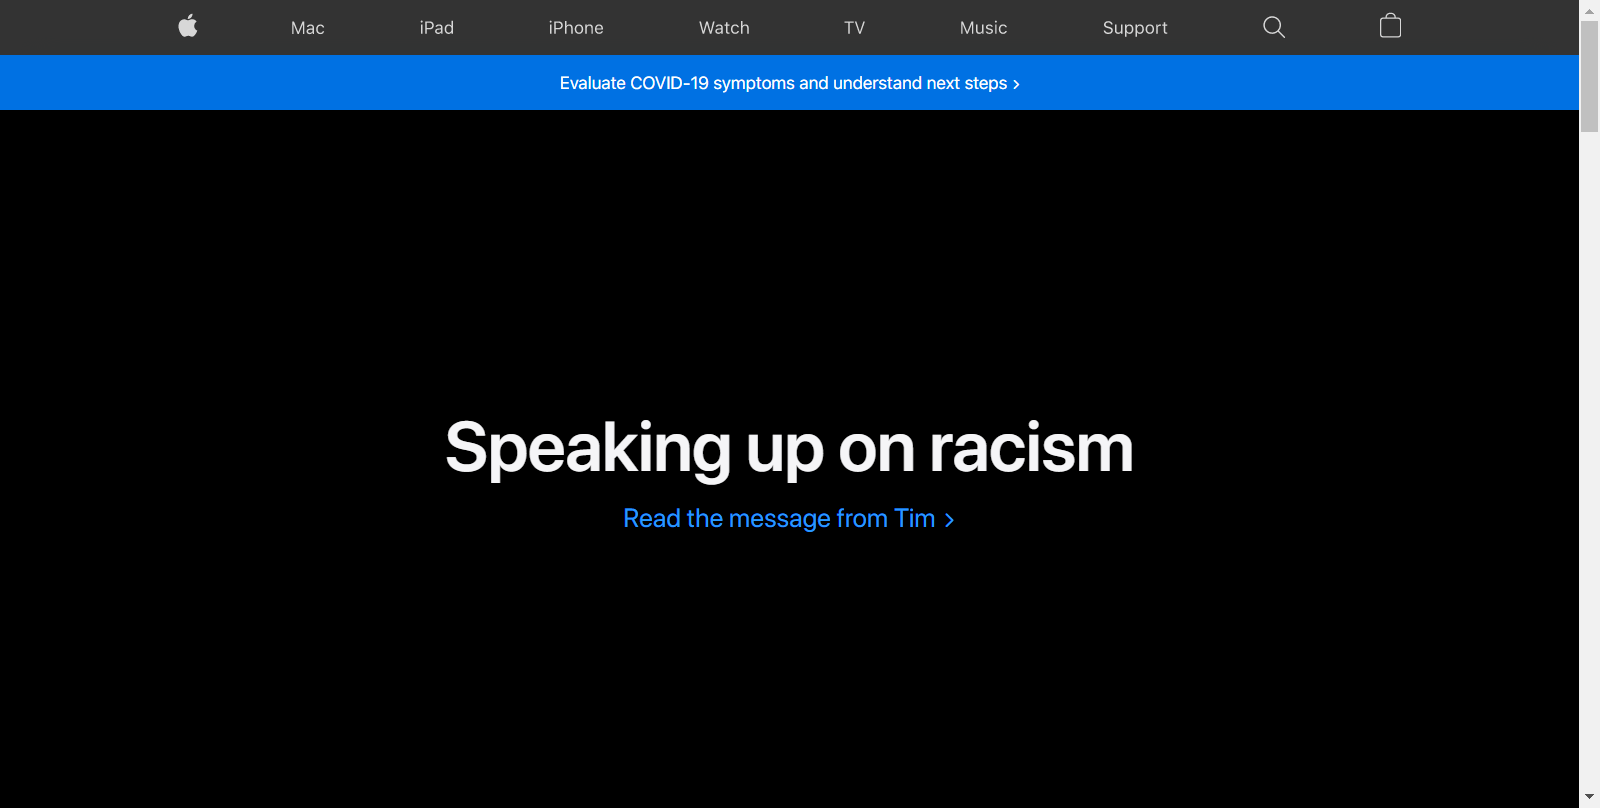 Mac iPad iPhone Watch TV Music Support
Evaluate COVID-19 symptoms and understand next steps >
Speaking up on racism
Read the message from Tim >